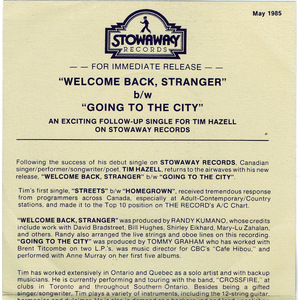 STOWAWAY
RECORDS
May 1985
— FOR IMMEDIATE RELEASE —
"WELCOME BACK, STRANGER"
b/w
"GOING TO THE CITY"
AN EXCITING FOLLOW-UP SINGLE FOR TIM HAZELL
ON STOWAWAY RECORDS
Following the success of his debut single on STOWAWAY RECORDS, Canadian
singer/performer/songwriter/poet, TIM HAZELL, returns to the airwaves with his new
release, "WELCOME BACK, STRANGER" b/w "GOING TO THE CITY".
Tim's first single, "STREETS" b/w "HOMEGROWN", received tremendous response
from programmers across Canada, especially at Adult-Contemporary/Country
stations, and made it to the Top 10 position on THE RECORD's A/C Chart.
"WELCOME BACK, STRANGER" was produced by RANDY KUMANO, whose credits
include work with David Bradstreet, Bill Hughes, Shirley Eikhard, Mary-Lu Zahalan,
and others. Randy also arranged the live strings and oboe lines on this recording.
"GOING TO THE CITY" was produced by TOMMY GRAHAM who has worked with
Brent Titcomb on two L.P.'s, was music director for CBC's "Cafe Hibou," and
performed with Anne Murray on her first five albums.
Tim has worked extensively in Ontario and Quebec as a solo artist and with backup
musicians. He is currently performing and touring with the band, "CROSSFIRE," at
clubs in Toronto and throughout Southern Ontario. Besides being a gifted
singer/songwriter, Tim plays a variety of instruments, including the 12-string guitar,